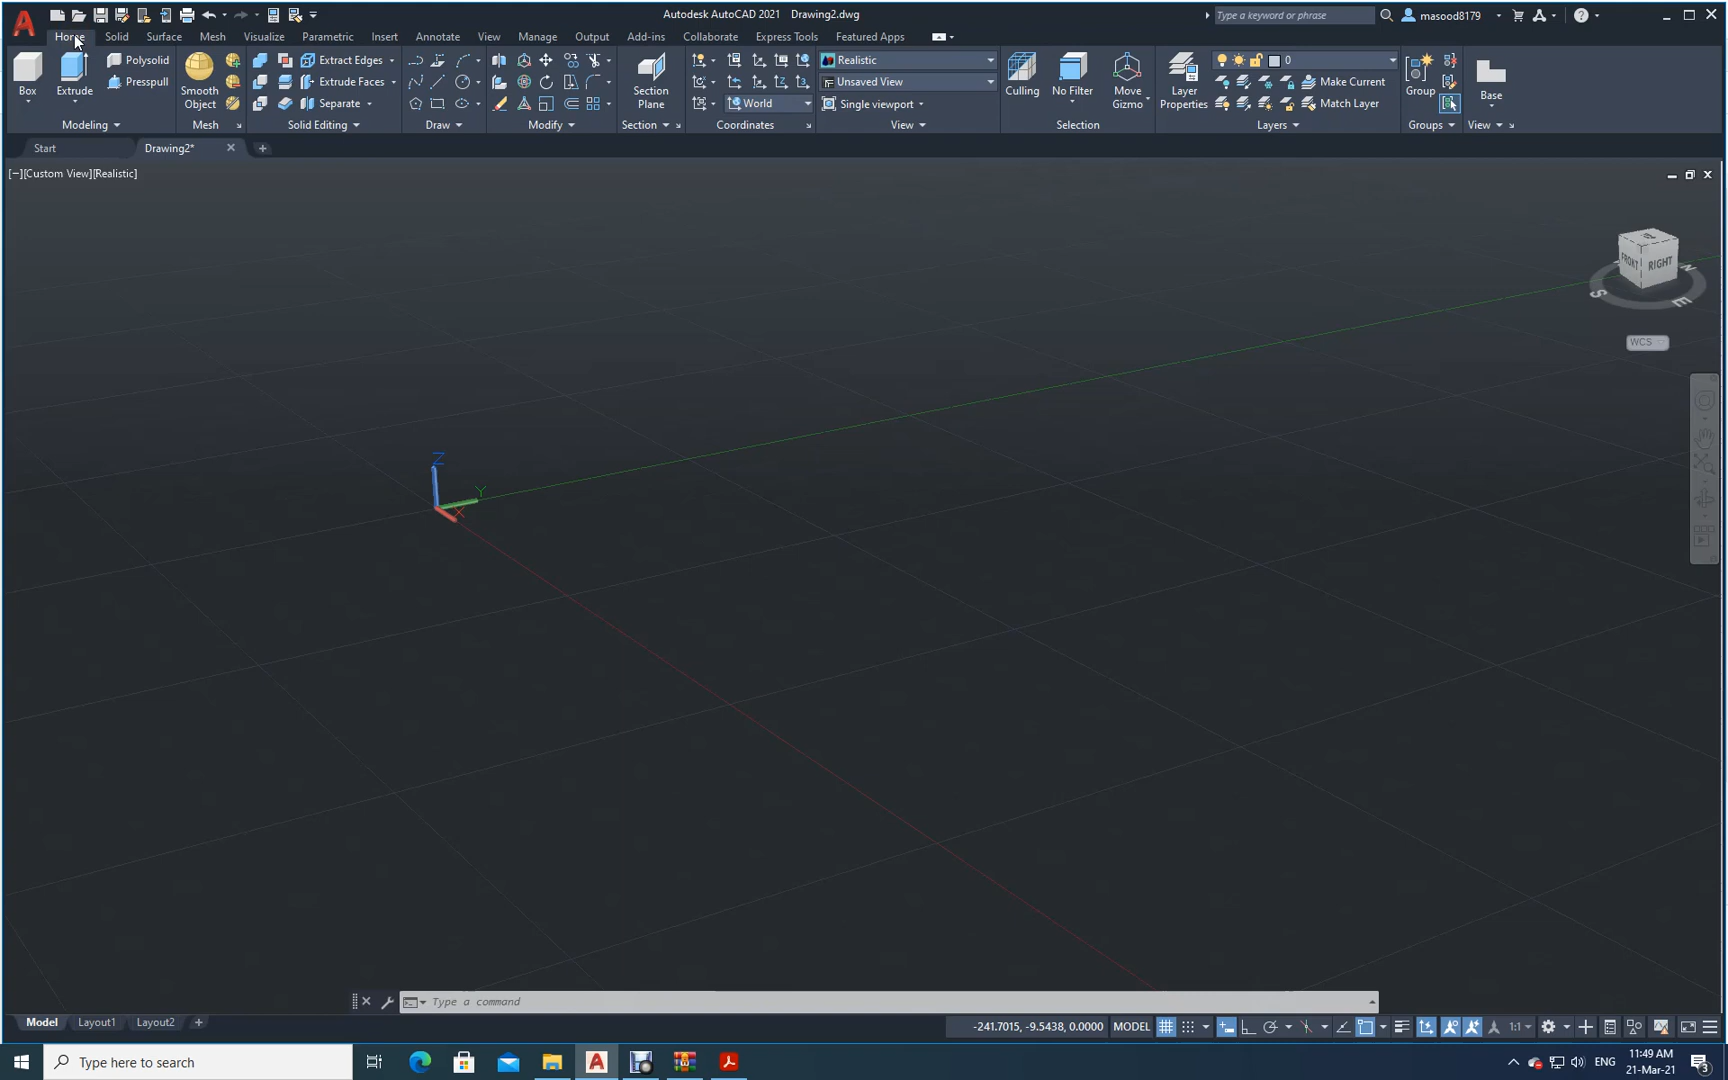 Autodesk AutoCAD 2021 Drawing2.dwg
Type a keyword or phrase
masood8179
Home Solid Surface Mesh Visualize Parametric Insert Annotate View Manage Output Add-ins Collaborate Express Tools Featured Apps
Box
Extrude
Polysolid
Presspull
Modeling
Smooth
Object
Mesh
Extract Edges
Extrude Faces
Separate
Solid Editing
Draw
Modify
Section
Plane
Section
World
Coordinates
Realistic
Unsaved View
Single viewport
View
Culling
No Filter
Move
Gizmo
Selection
Layer
Properties
0
Make Current
Match Layer
Layers
Group
Groups
Base
View
Start
Drawing2*
[−][Custom View][Realistic]
FRONT
RIGHT
N
S
E
WCS
Z
Y
X
Type a command
Model Layout1 Layout2
-241.7015, -9.5438, 0.0000 MODEL
1:1
Type here to search
ENG
11:49 AM
21-Mar-21
3